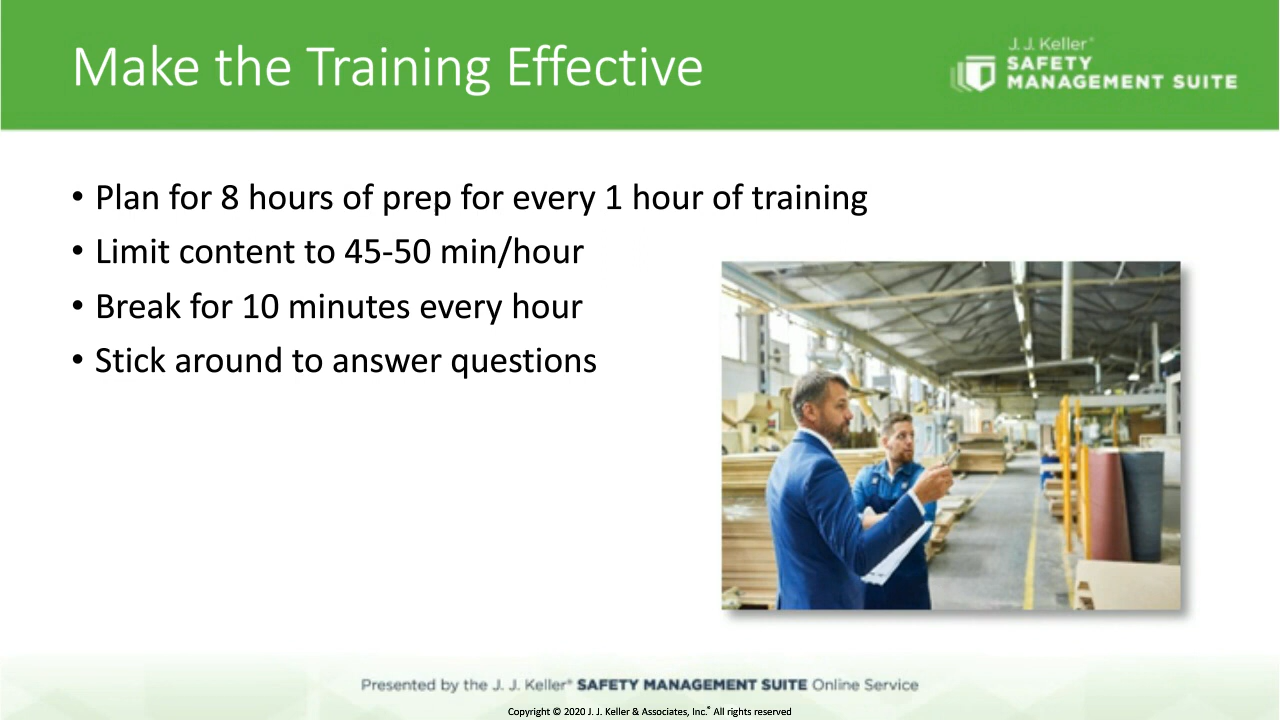 Make the Training Effective
J. J. Keller®
SAFETY
MANAGEMENT SUITE
• Plan for 8 hours of prep for every 1 hour of training
• Limit content to 45-50 min/hour
• Break for 10 minutes every hour
• Stick around to answer questions
Presented by the J. J. Keller® SAFETY MANAGEMENT SUITE Online Service
Copyright © 2020 J. J. Keller & Associates, Inc.® All rights reserved